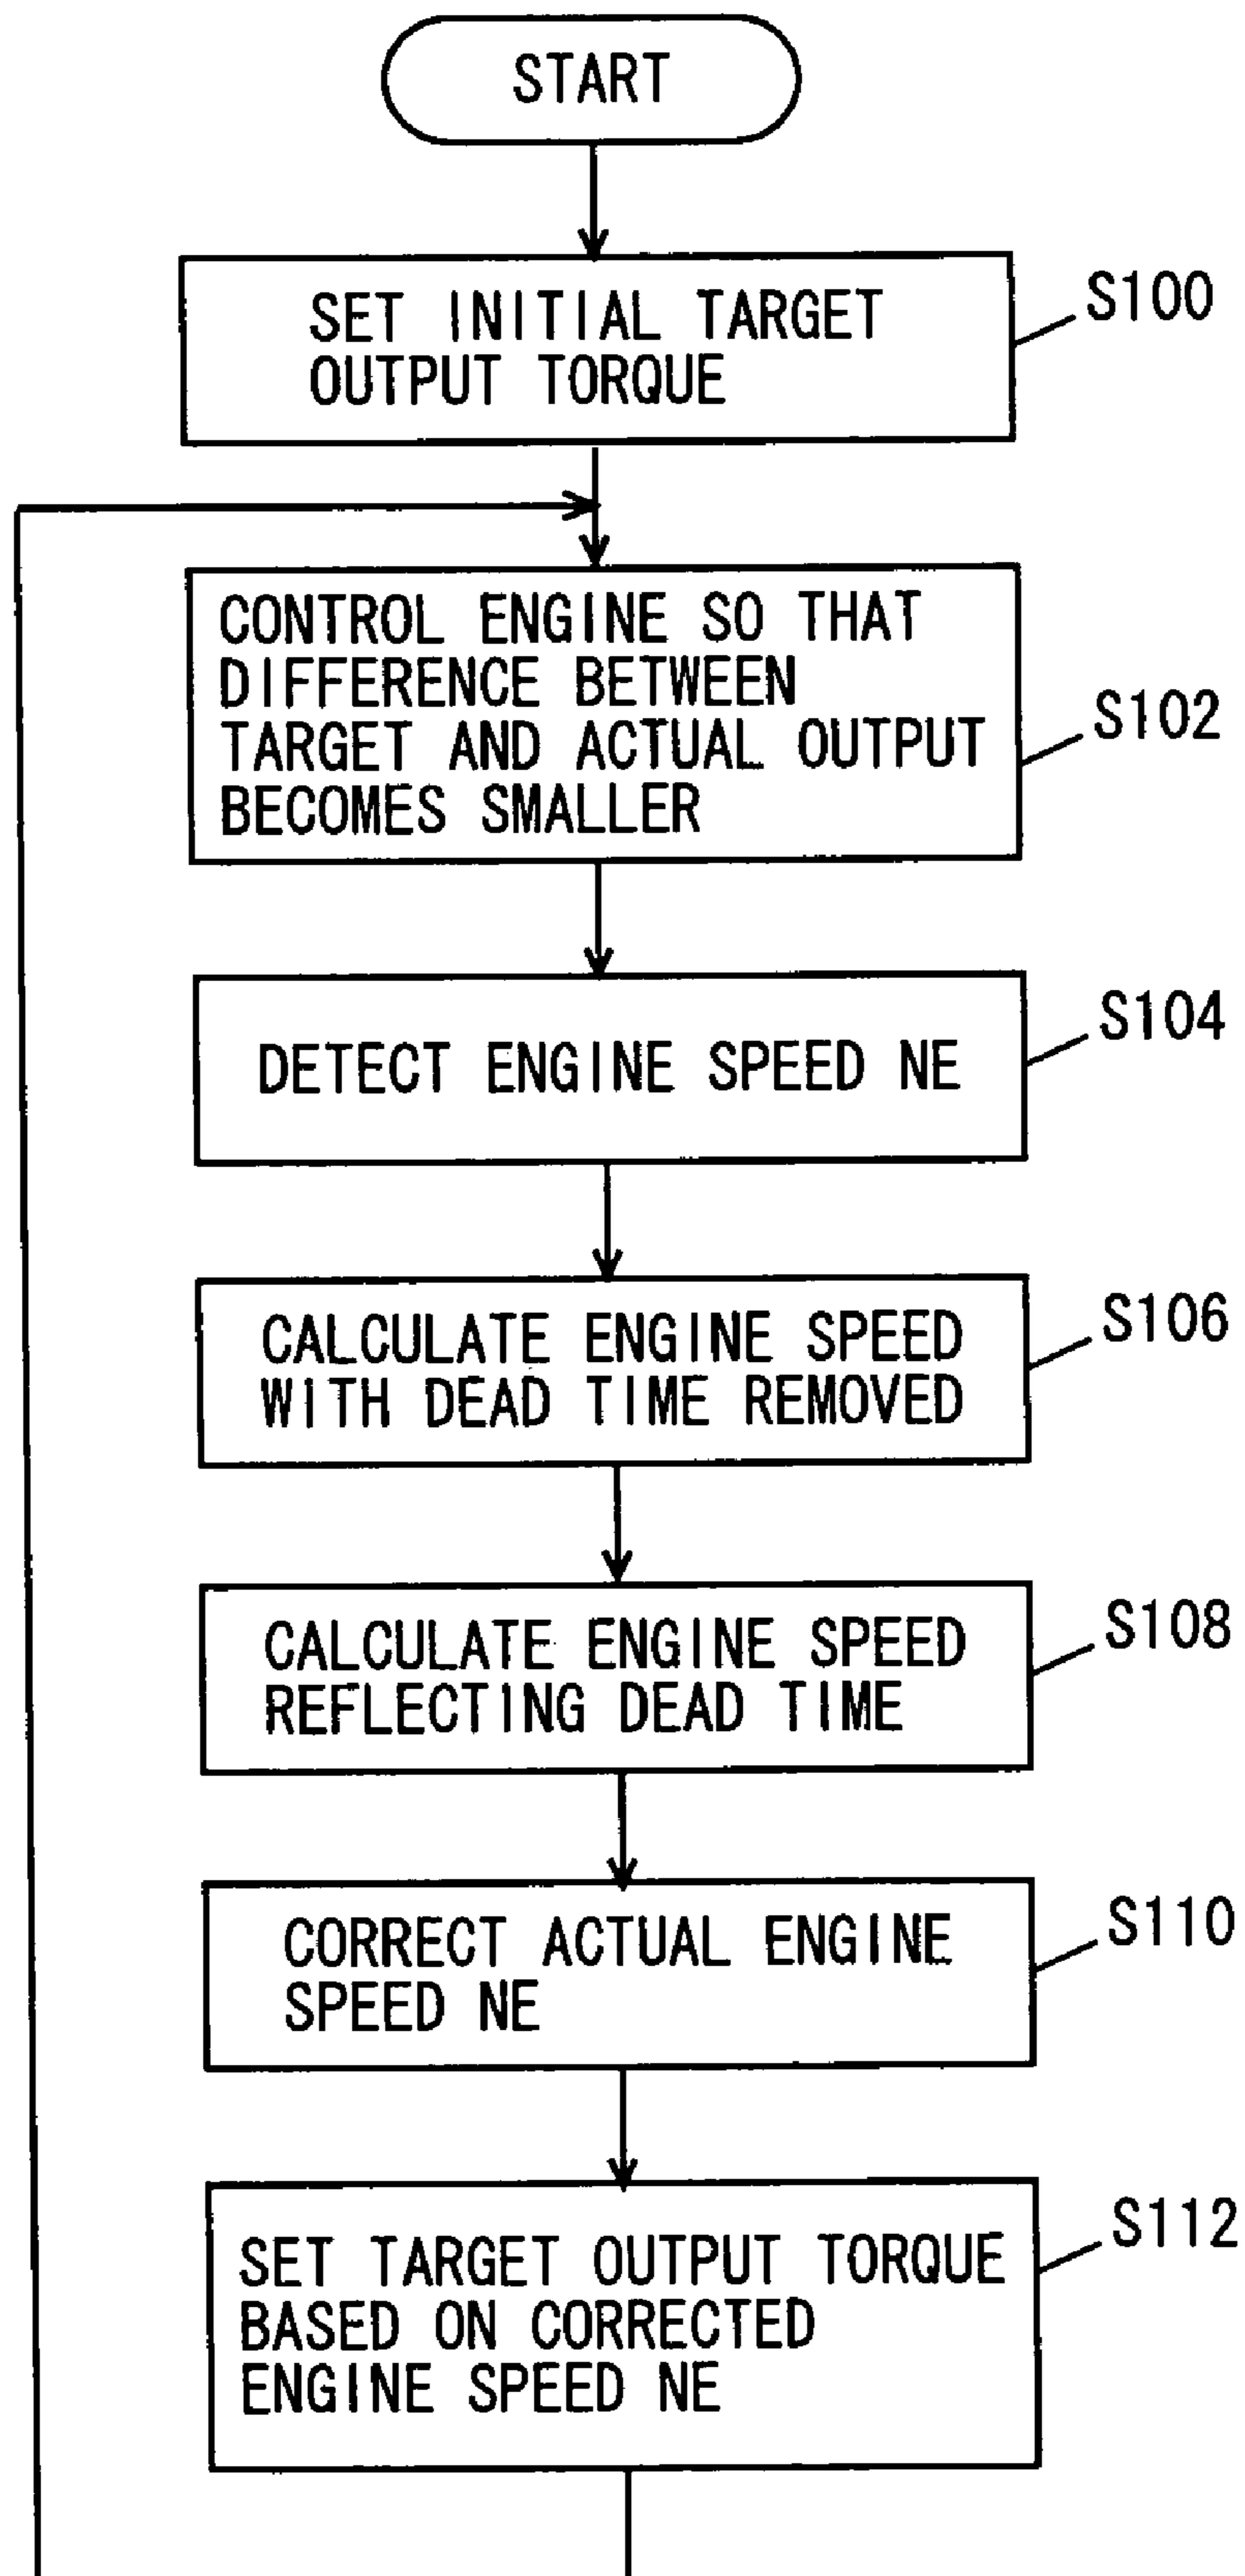 START
SET INITIAL TARGET
OUTPUT TORQUE
S100
CONTROL ENGINE SO THAT
DIFFERENCE BETWEEN
TARGET AND ACTUAL OUTPUT
BECOMES SMALLER
S102
DETECT ENGINE SPEED NE
S104
CALCULATE ENGINE SPEED
WITH DEAD TIME REMOVED
S106
CALCULATE ENGINE SPEED
REFLECTING DEAD TIME
S108
CORRECT ACTUAL ENGINE
SPEED NE
S110
SET TARGET OUTPUT TORQUE
BASED ON CORRECTED
ENGINE SPEED NE
S112